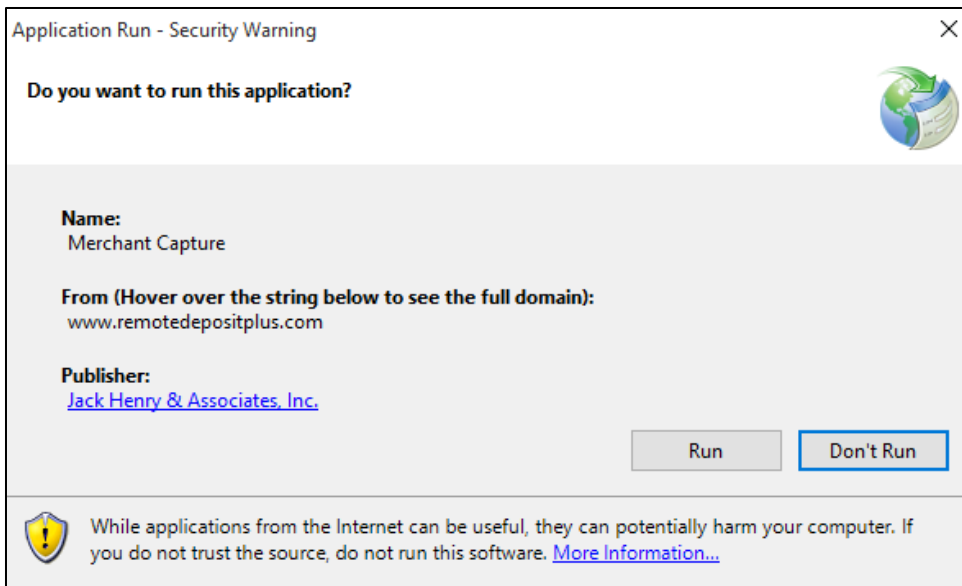 Application Run - Security Warning
Do you want to run this application?
Name:
Merchant Capture
From (Hover over the string below to see the full domain):
www.remotedepositplus.com
Publisher:
Jack Henry & Associates, Inc.
Run
Don't Run
While applications from the Internet can be useful, they can potentially harm your computer. If
you do not trust the source, do not run this software. More Information...